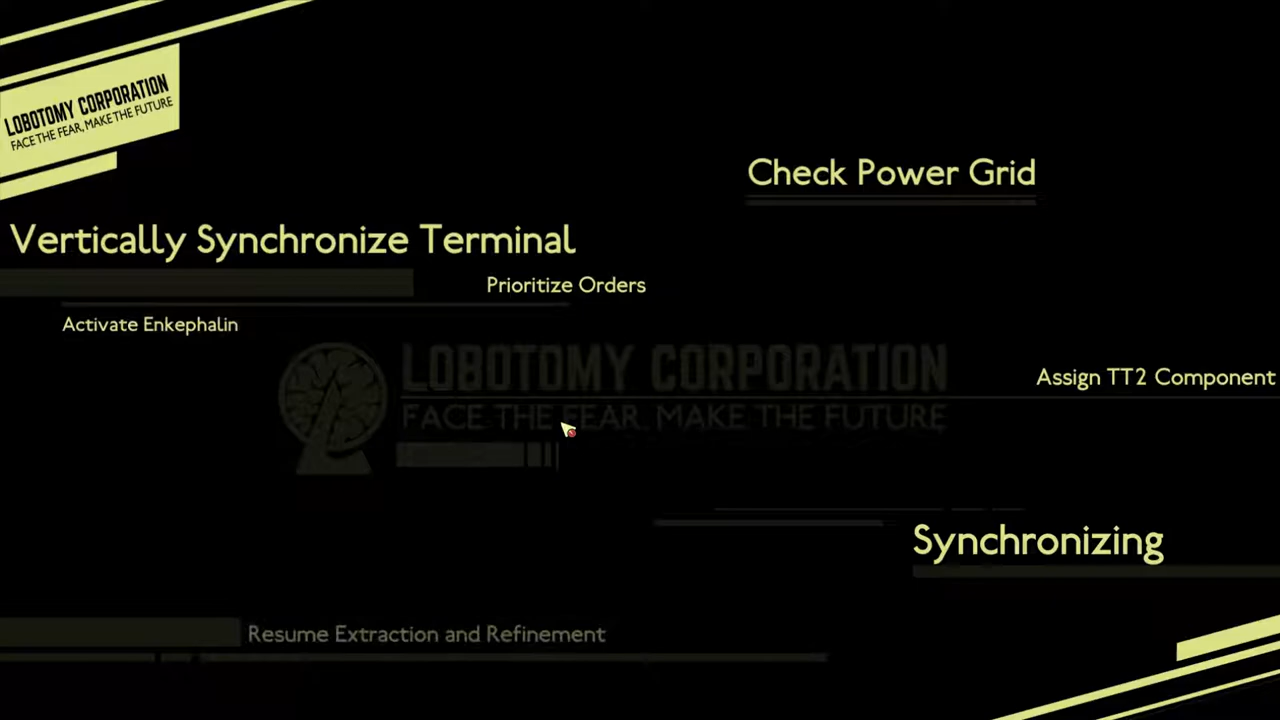 LOBOTOMY CORPORATION
FACE THE FEAR, MAKE THE FUTURE
Check Power Grid
Vertically Synchronize Terminal
Prioritize Orders
Activate Enkephalin
LOBOTOMY CORPORATION
FACE THE FEAR, MAKE THE FUTURE
Assign TT2 Component
Synchronizing
Resume Extraction and Refinement